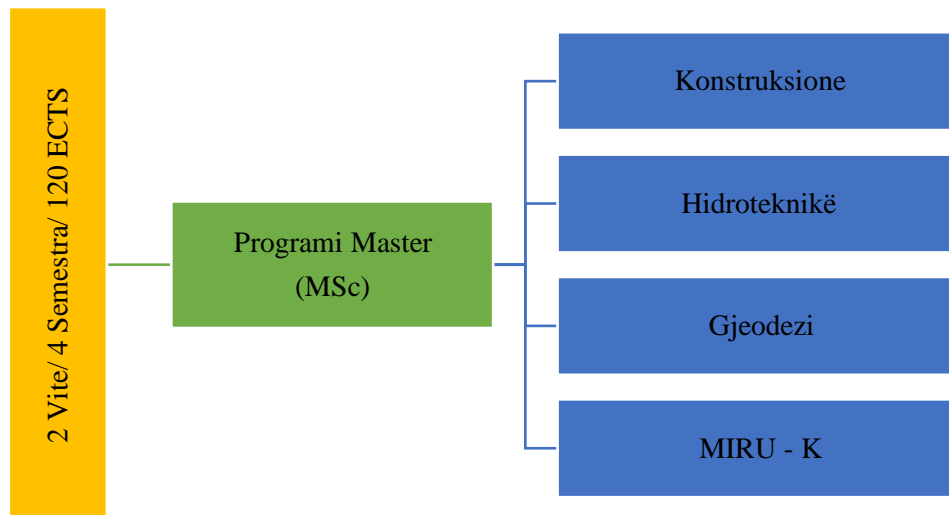 2 Vite/ 4 Semestra/ 120 ECTS
Programi Master
(MSc)
Konstruksione
Hidroteknikë
Gjeodezi
MIRU - K